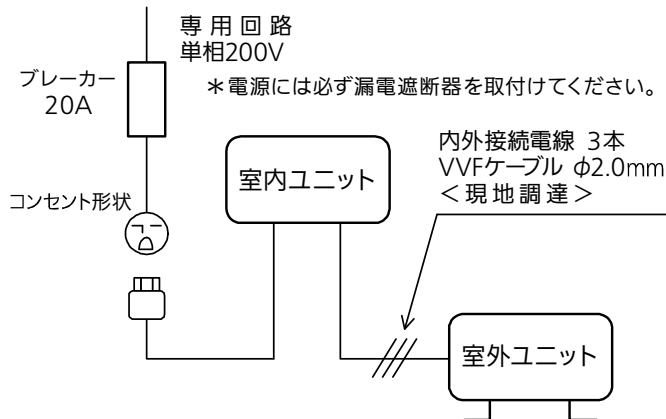 専用回路
単相200V
ブレーカー
20A
*電源には必ず漏電遮断器を取付けてください。
内外接続電線 3本
VVFケーブル φ2.0mm
<現地調達>
室内ユニット
コンセント形状
室外ユニット